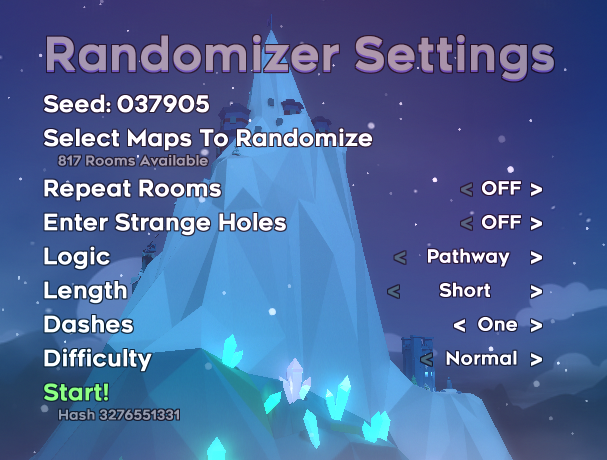 Randomizer Settings
Seed: 037905
Select Maps To Randomize
817 Rooms Available
Repeat Rooms < OFF >
Enter Strange Holes < OFF >
Logic < Pathway >
Length < Short >
Dashes < One >
Difficulty < Normal >
Start!
Hash 3276551331